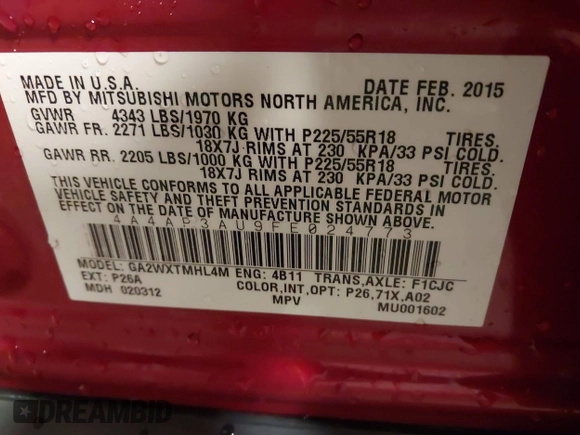 MADE IN U.S.A. DATE FEB. 2015
MFD BY MITSUBISHI MOTORS NORTH AMERICA, INC.
GVWR 4343 LBS/1970 KG
GAWR FR. 2271 LBS/1030 KG WITH P225/55R18 TIRES.
18X7J RIMS AT 230 KPA/33 PSI COLD.
GAWR RR. 2205 LBS/1000 KG WITH P225/55R18 TIRES.
18X7J RIMS AT 230 KPA/33 PSI COLD.
THIS VEHICLE CONFORMS TO ALL APPLICABLE FEDERAL MOTOR
VEHICLE SAFETY AND THEFT PREVENTION STANDARDS IN
EFFECT ON THE DATE OF MANUFACTURE SHOWN ABOVE.
4A4AP3AU9FE024773
MODEL: GA2WXTMHL4M ENG: 4B11 TRANS,AXLE: F1CJC
EXT: P26A COLOR,INT,OPT: P26,71X,A02
MDH 020312 MPV MU001602
DREAMBID